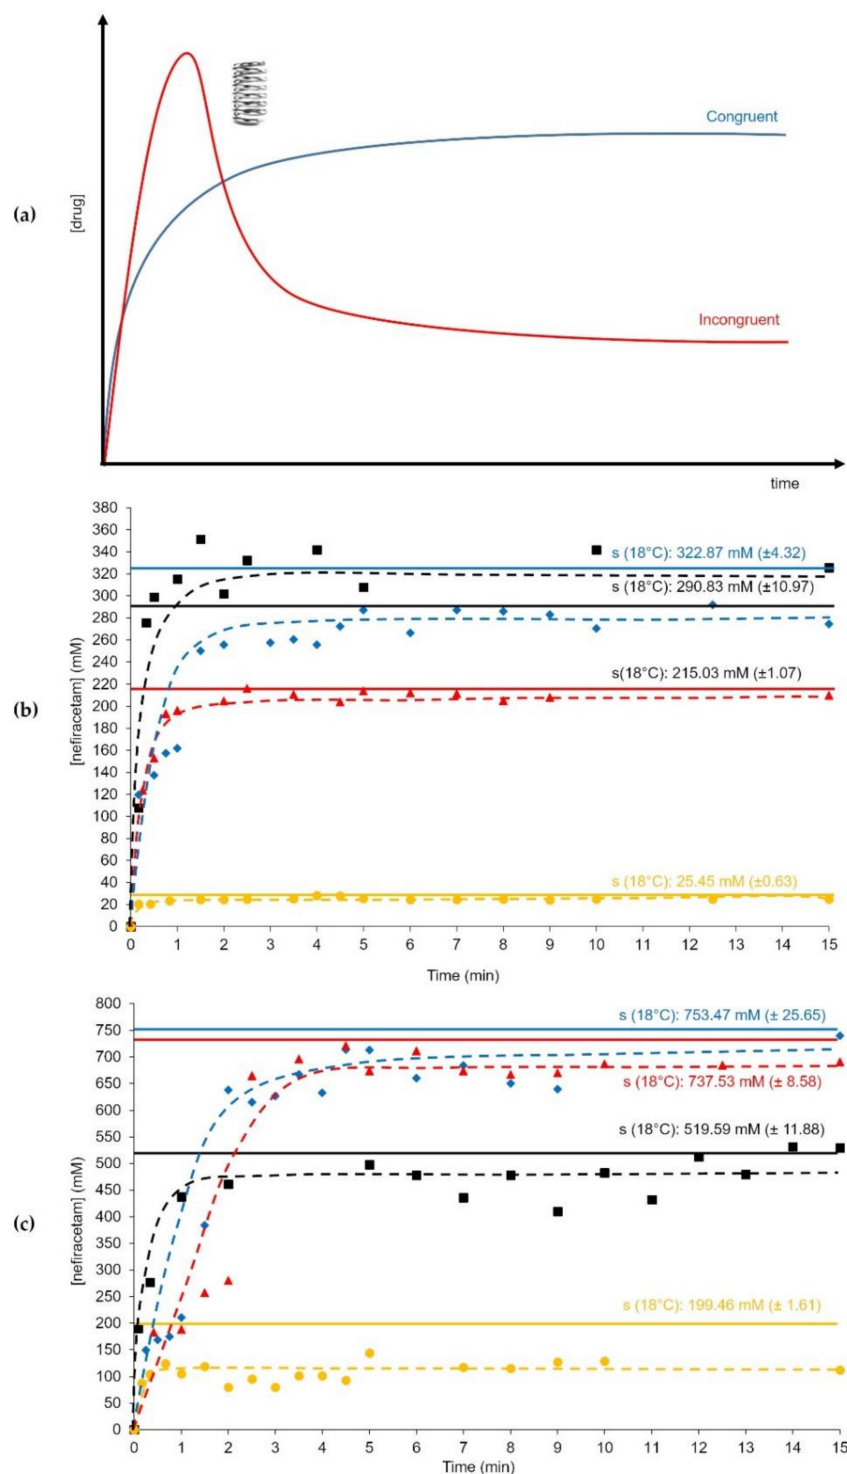 (a)
[drug]
Congruent
Incongruent
time
(b)
[nefiracetam] (mM)
380
360
340
320
300
280
260
240
220
200
180
160
140
120
100
80
60
40
20
0
s (18°C): 322.87 mM (±4.32)
s (18°C): 290.83 mM (±10.97)
s(18°C): 215.03 mM (±1.07)
s (18°C): 25.45 mM (±0.63)
0 1 2 3 4 5 6 7 8 9 10 11 12 13 14 15
Time (min)
(c)
[nefiracetam] (mM)
800
750
700
650
600
550
500
450
400
350
300
250
200
150
100
50
0
s (18°C): 753.47 mM (± 25.65)
s (18°C): 737.53 mM (± 8.58)
s (18°C): 519.59 mM (± 11.88)
s (18°C): 199.46 mM (± 1.61)
0 1 2 3 4 5 6 7 8 9 10 11 12 13 14 15
Time (min)